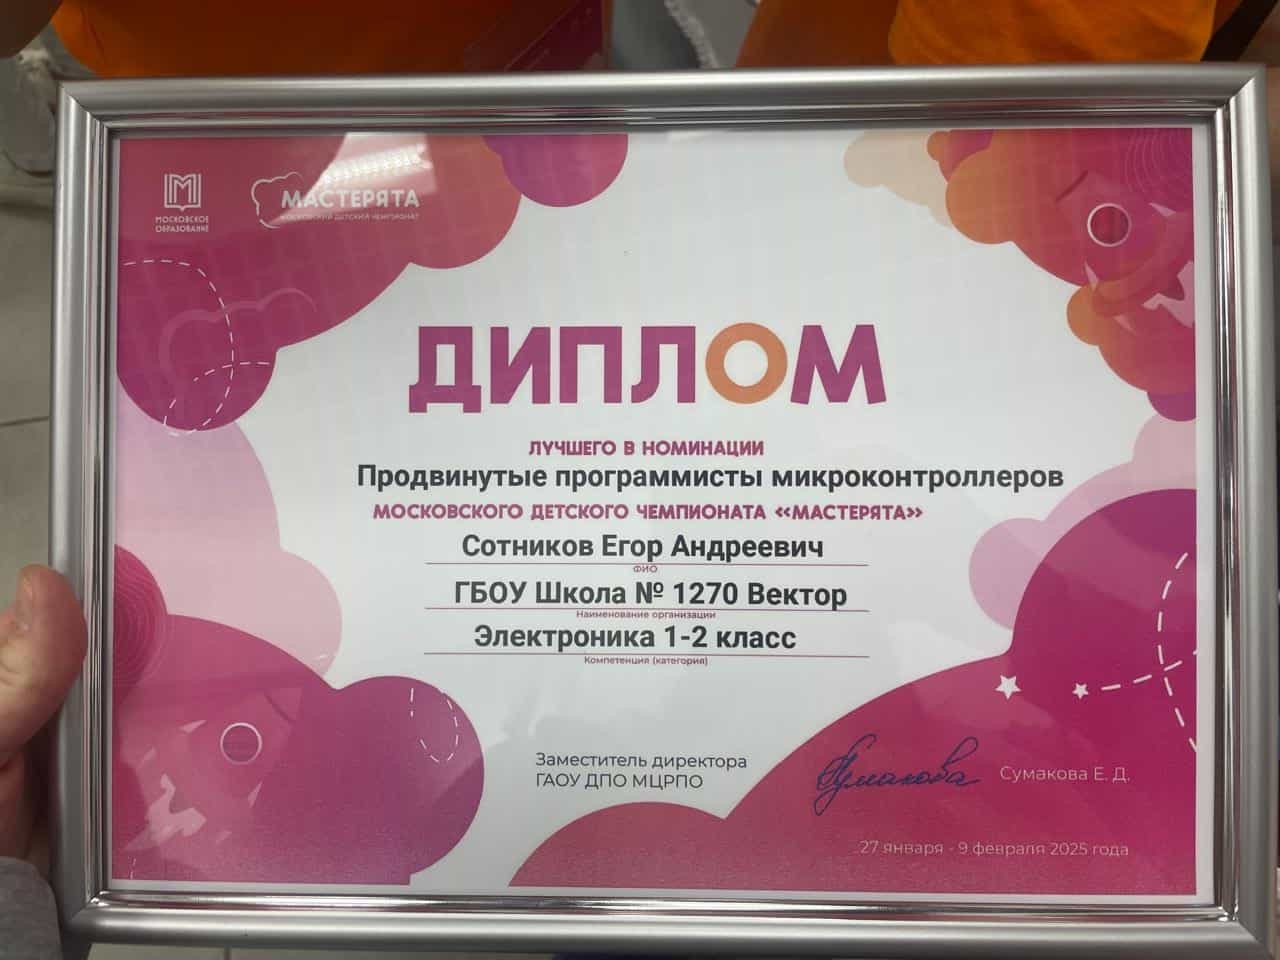 МОСКОВСКОЕ
ОБРАЗОВАНИЕ
МАСТЕРЯТА
МОСКОВСКИЙ ДЕТСКИЙ ЧЕМПИОНАТ
ДИПЛОМ
ЛУЧШЕГО В НОМИНАЦИИ
Продвинутые программисты микроконтроллеров
МОСКОВСКОГО ДЕТСКОГО ЧЕМПИОНАТА «МАСТЕРЯТА»
Сотников Егор Андреевич
ФИО
ГБОУ Школа № 1270 Вектор
Наименование организации
Электроника 1-2 класс
Компетенция (категория)
Заместитель директора
ГАОУ ДПО МЦРПО
Сумакова
Сумакова Е. Д.
27 января - 9 февраля 2025 года